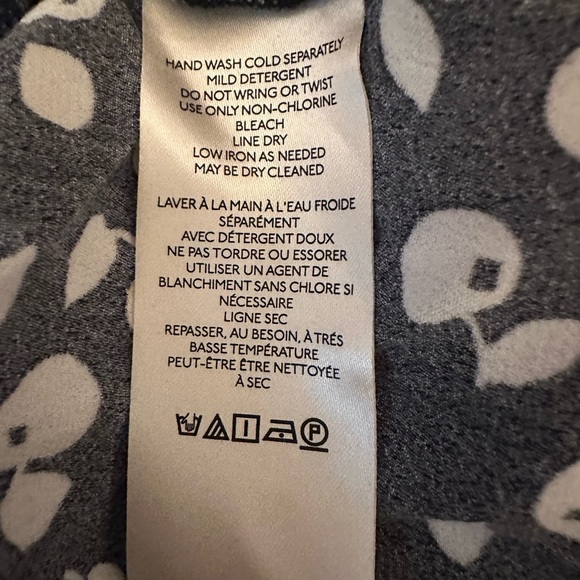 HAND WASH COLD SEPARATELY
MILD DETERGENT
DO NOT WRING OR TWIST
USE ONLY NON-CHLORINE
BLEACH
LINE DRY
LOW IRON AS NEEDED
MAY BE DRY CLEANED
LAVER À LA MAIN À L'EAU FROIDE
SÉPARÉMENT
AVEC DÉTERGENT DOUX
NE PAS TORDRE OU ESSORER
UTILISER UN AGENT DE
BLANCHIMENT SANS CHLORE SI
NÉCESSAIRE
LIGNE SEC
REPASSER, AU BESOIN, À TRÉS
BASSE TEMPÉRATURE
PEUT-ÊTRE ÊTRE NETTOYÉE
À SEC
P